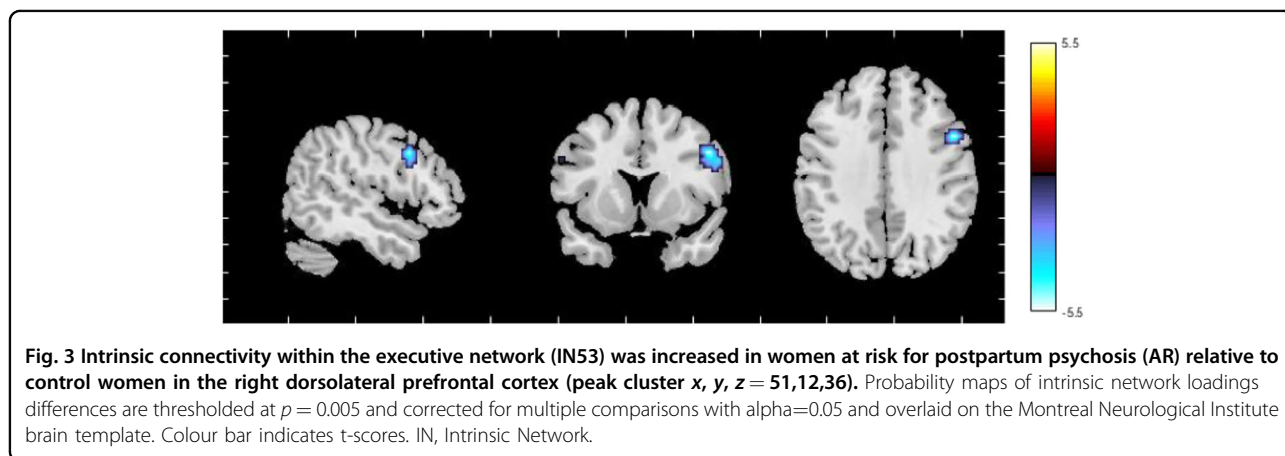 5.5
-5.5
Fig. 3 Intrinsic connectivity within the executive network (IN53) was increased in women at risk for postpartum psychosis (AR) relative to
control women in the right dorsolateral prefrontal cortex (peak cluster x, y, z = 51,12,36). Probability maps of intrinsic network loadings
differences are thresholded at p = 0.005 and corrected for multiple comparisons with alpha=0.05 and overlaid on the Montreal Neurological Institute
brain template. Colour bar indicates t-scores. IN, Intrinsic Network.